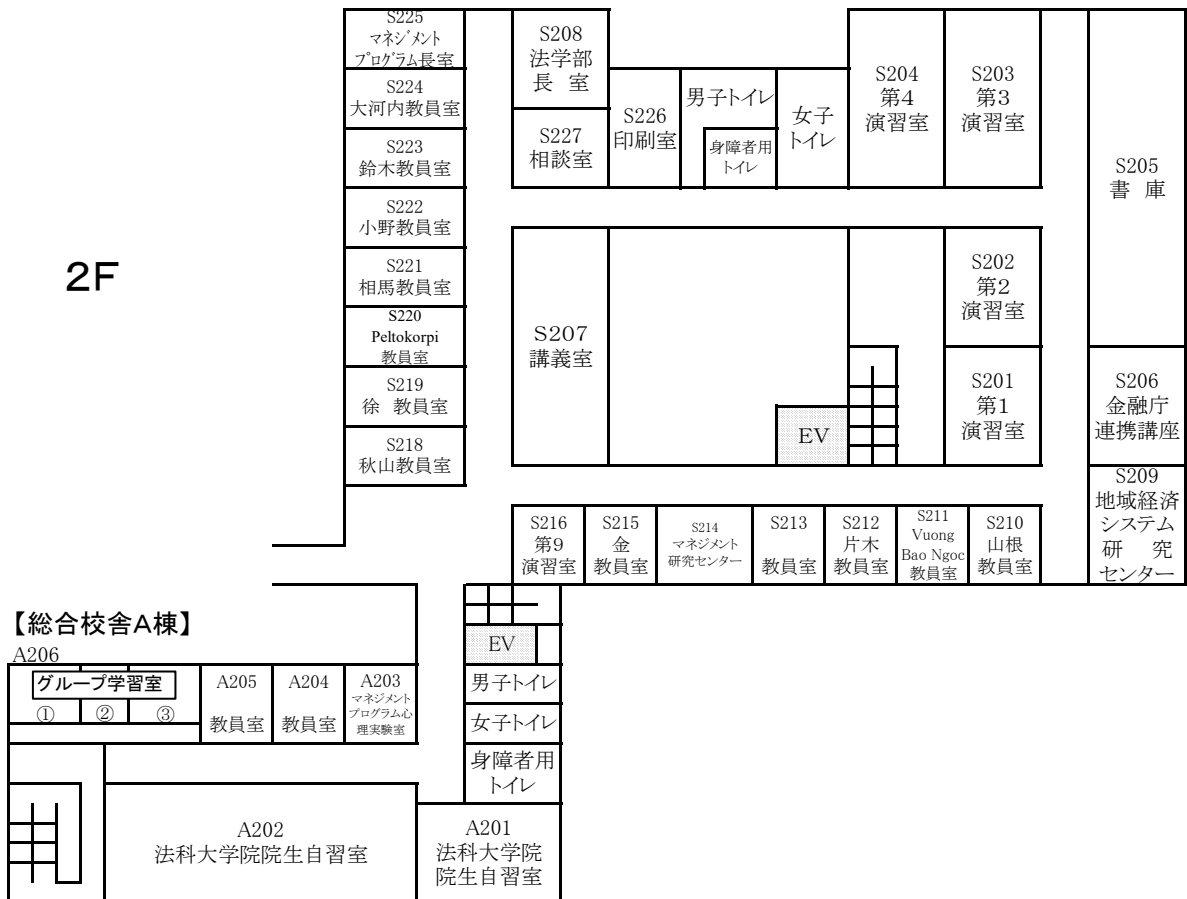 S225
マネジメント
プログラム長室
S224
大河内教員室
S223
鈴木教員室
S222
小野教員室
S221
相馬教員室
S220
Peltokorpi
教員室
S219
徐 教員室
S218
秋山教員室
2F
S208
法学部
長 室
S227
相談室
S226
印刷室
男子トイレ
身障者用
トイレ
女子
トイレ
S204
第4
演習室
S203
第3
演習室
S205
書 庫
S207
講義室
EV
S202
第2
演習室
S201
第1
演習室
S206
金融庁
連携講座
S209
地域経済
システム
研 究
センター
S216
第9
演習室
S215
金
教員室
S214
マネジメント
研究センター
S213
教員室
S212
片木
教員室
S211
Vuong
Bao Ngoc
教員室
S210
山根
教員室
【総合校舎A棟】
A206
グループ学習室
① ② ③
A205
教員室
A204
教員室
A203
マネジメント
プログラム心
理実験室
EV
男子トイレ
女子トイレ
身障者用
トイレ
A202
法科大学院院生自習室
A201
法科大学院
院生自習室